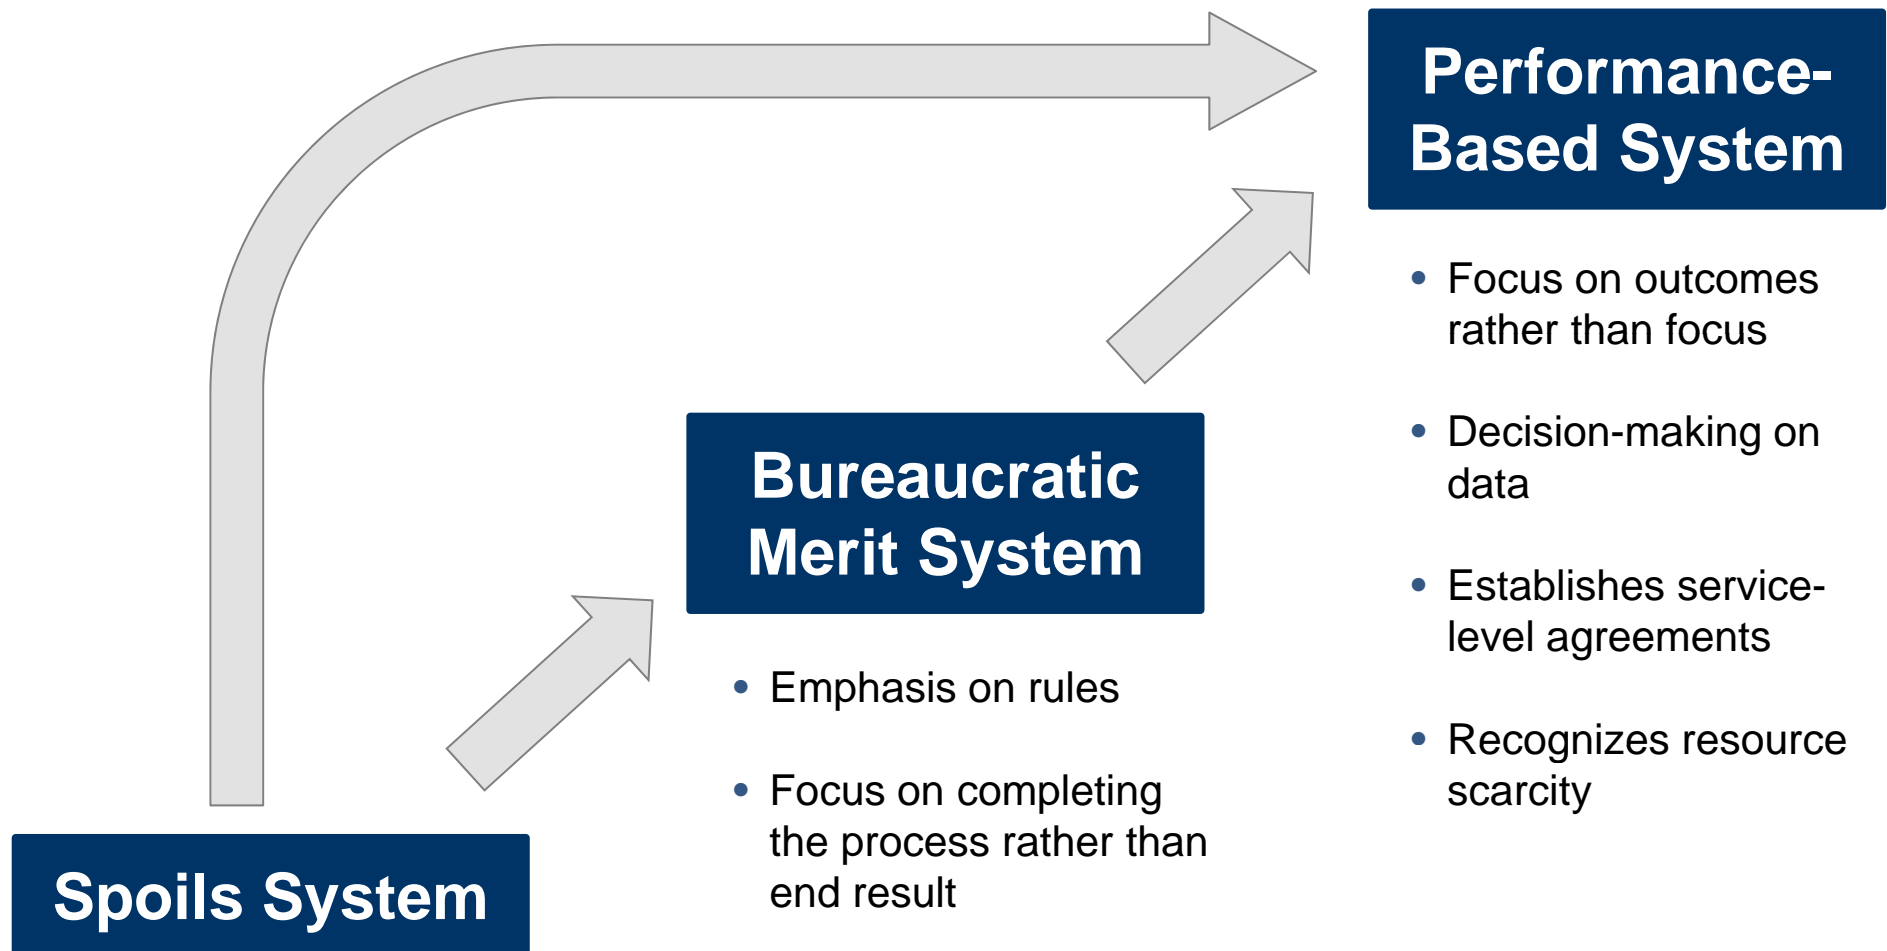 Performance-
Based System
• Focus on outcomes
rather than focus
• Decision-making on
data
• Establishes service-
level agreements
• Recognizes resource
scarcity
Bureaucratic
Merit System
• Emphasis on rules
• Focus on completing
the process rather than
end result
Spoils System